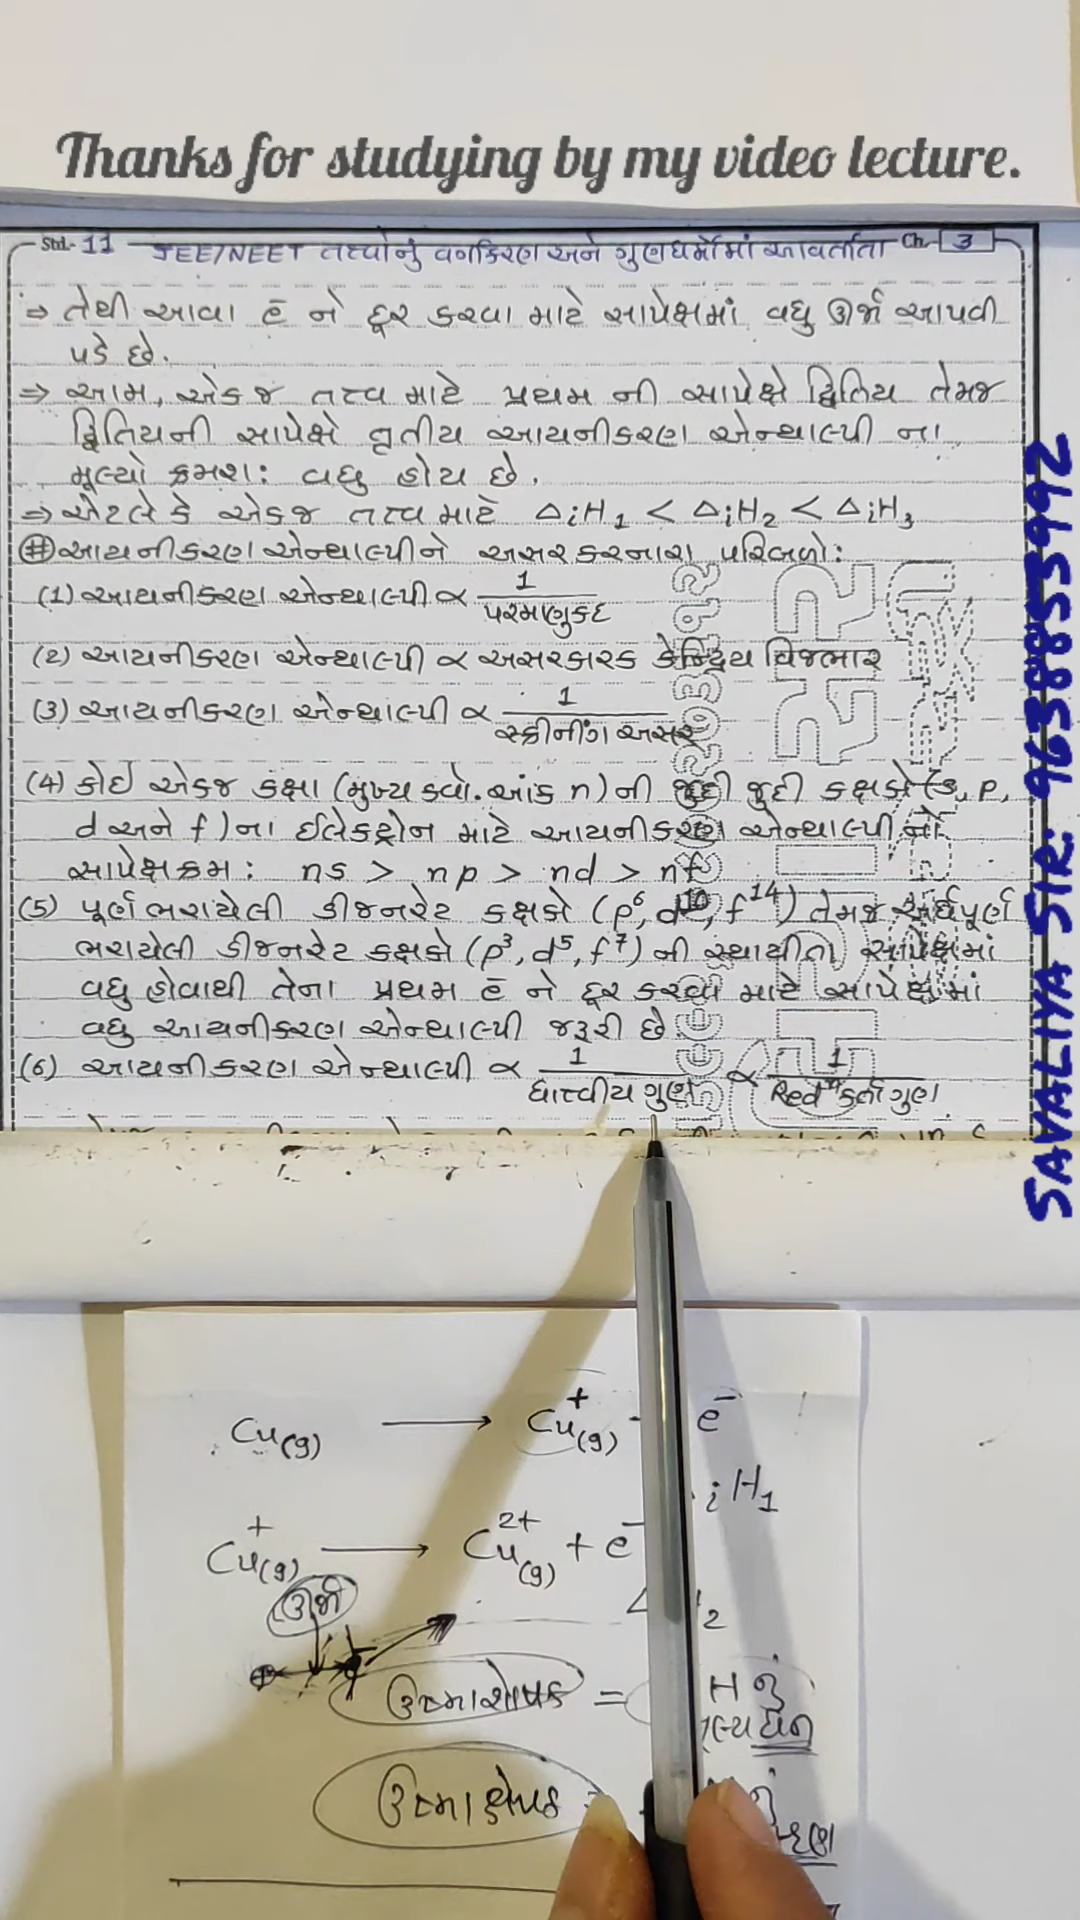 Thanks for studying by my video lecture.
Std.- 11 JEE/NEET તત્ત્વોનું વર્ગીકરણ અને ગુણધર્મોમાં આવર્તતા Ch.- 3
⇒ તેથી આવા ē ને દૂર કરવા માટે સાપેક્ષમાં વધુ ઊર્જા આપવી
પડે છે.
⇒ આમ, એક જ તત્ત્વ માટે પ્રથમ ની સાપેક્ષે દ્વિતિય તેમજ
દ્વિતિયની સાપેક્ષે તૃતીય આયનીકરણ એન્થાલ્પી ના
મૂલ્યો ક્રમશઃ વધુ હોય છે.
⇒ એટલે કે એકજ તત્ત્વ માટે ΔiH1 < ΔiH2 < ΔiH3
# આયનીકરણ એન્થાલ્પીને અસર કરનારા પરિબળો:
(1) આયનીકરણ એન્થાલ્પી ∝ 1 / પરમાણુકદ
(2) આયનીકરણ એન્થાલ્પી ∝ અસરકારક કેન્દ્રિય વિજભાર
(3) આયનીકરણ એન્થાલ્પી ∝ 1 / સ્ક્રીનીંગ અસર
(4) કોઇ એકજ કક્ષા (મુખ્ય ક્વો. આંક n) ની જુદી જુદી કક્ષકો (s, p,
d અને f) ના ઈલેક્ટ્રોન માટે આયનીકરણ એન્થાલ્પી નો
સાપેક્ષ ક્રમ: ns > np > nd > nf
(5) પૂર્ણ ભરાયેલી ડીજનરેટ કક્ષકો (p⁶, d¹⁰, f¹⁴) તેમજ અર્ધપૂર્ણ
ભરાયેલી ડીજનરેટ કક્ષકો (p³, d⁵, f⁷) ની સ્થાયીતા સાપેક્ષમાં
વધુ હોવાથી તેના પ્રથમ ē ને દૂર કરવા માટે સાપેક્ષમાં
વધુ આયનીકરણ એન્થાલ્પી જરૂરી છે.
(6) આયનીકરણ એન્થાલ્પી ∝ 1 / ધાત્ત્વીય ગુણ ∝ 1 / Redⁿ કર્તા ગુણ
SAVALIYA SIR: 9638853992
Cu(g) → Cu⁺(g) e⁻
iH1
Cu⁺(g) → Cu²⁺(g) + e⁻
ઊર્જા
2
ઉષ્માશોષક = H નું
મૂલ્ય ધન
ઉષ્માક્ષેપક
નું